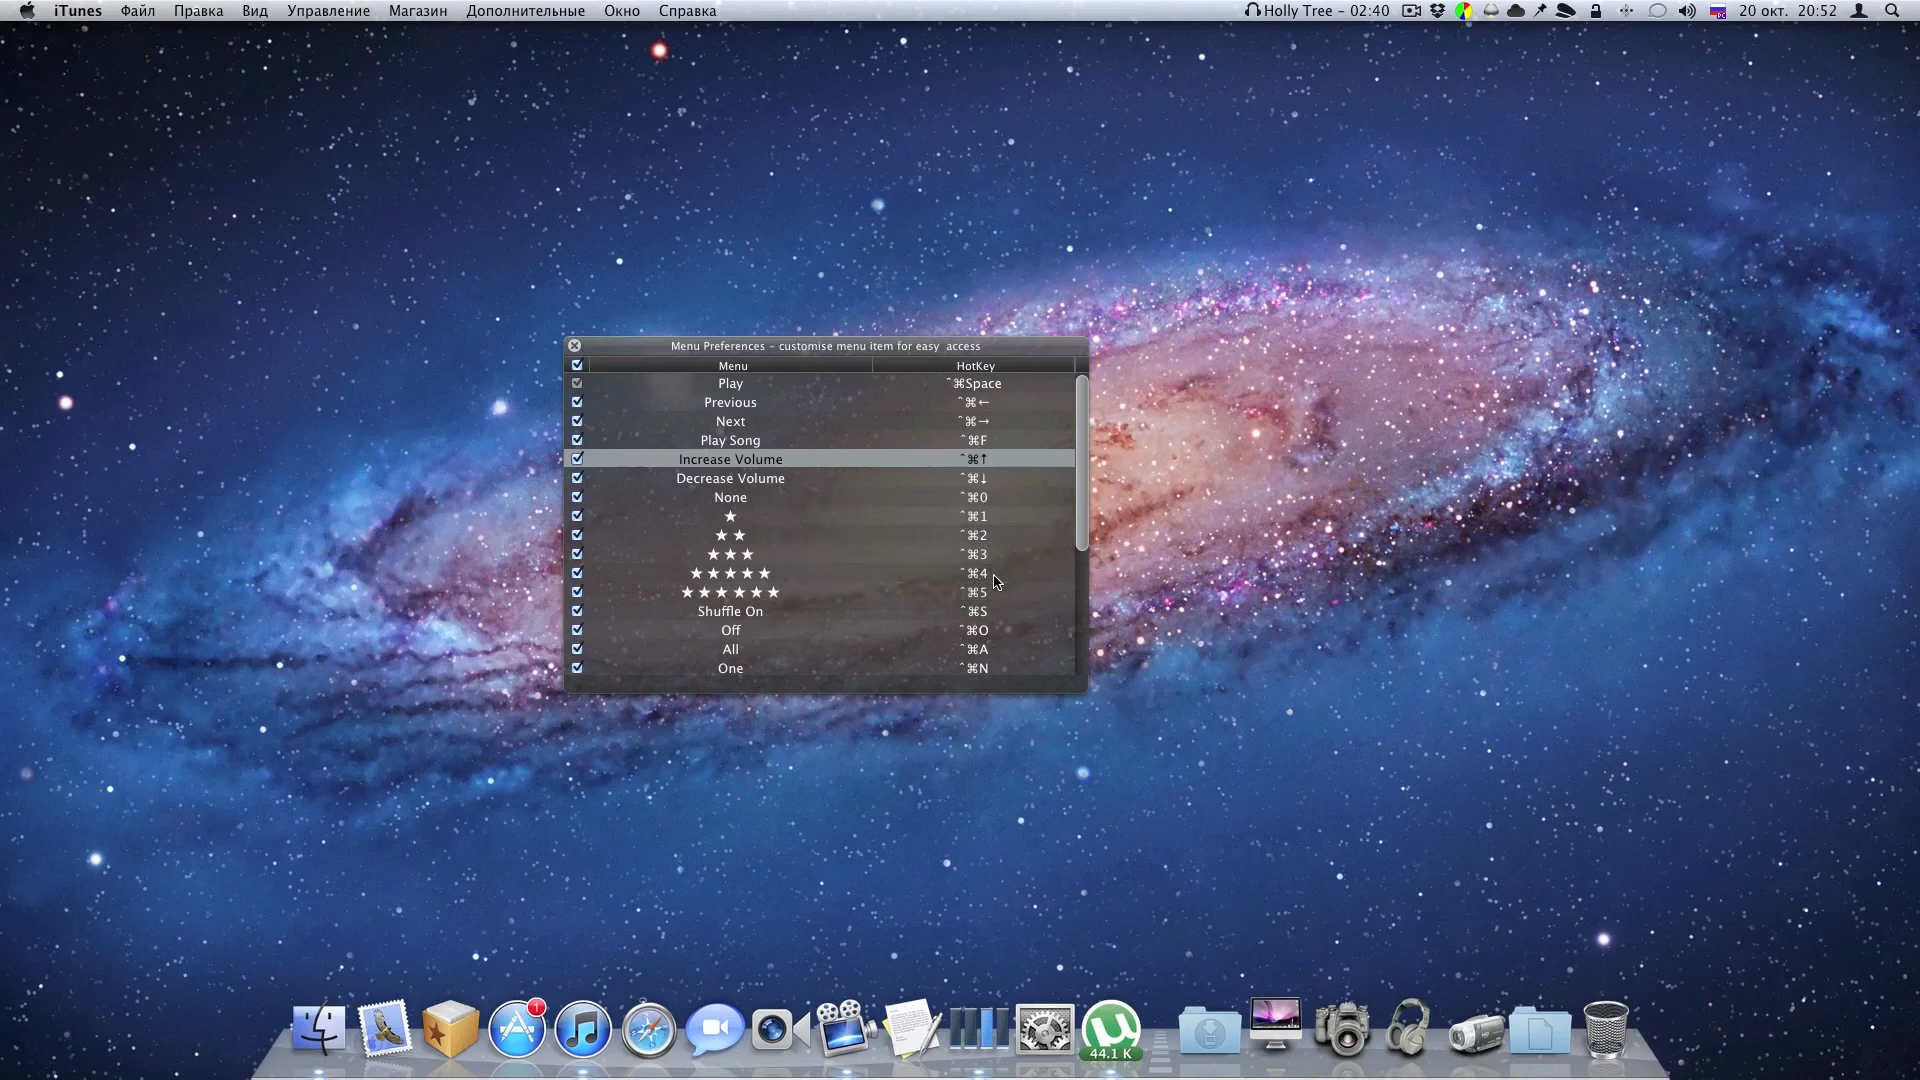 iTunes Файл Правка Вид Управление Магазин Дополнительные Окно Справка Holly Tree – 02:40 20 окт. 20:52
Menu Preferences – customise menu item for easy access
Menu HotKey
Play ⌃⌘Space
Previous ⌃⌘←
Next ⌃⌘→
Play Song ⌃⌘F
Increase Volume ⌃⌘↑
Decrease Volume ⌃⌘↓
None ⌃⌘0
★ ⌃⌘1
★★ ⌃⌘2
★★★ ⌃⌘3
★★★★★ ⌃⌘4
★★★★★★ ⌃⌘5
Shuffle On ⌃⌘S
Off ⌃⌘O
All ⌃⌘A
One ⌃⌘N
1
44.1 K